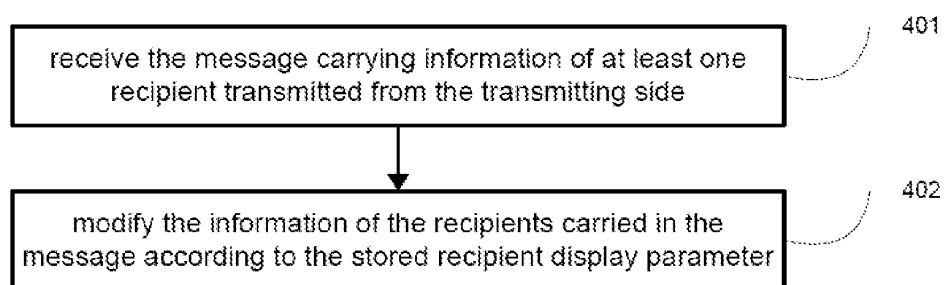 401
receive the message carrying information of at least one
recipient transmitted from the transmitting side
402
modify the information of the recipients carried in the
message according to the stored recipient display parameter